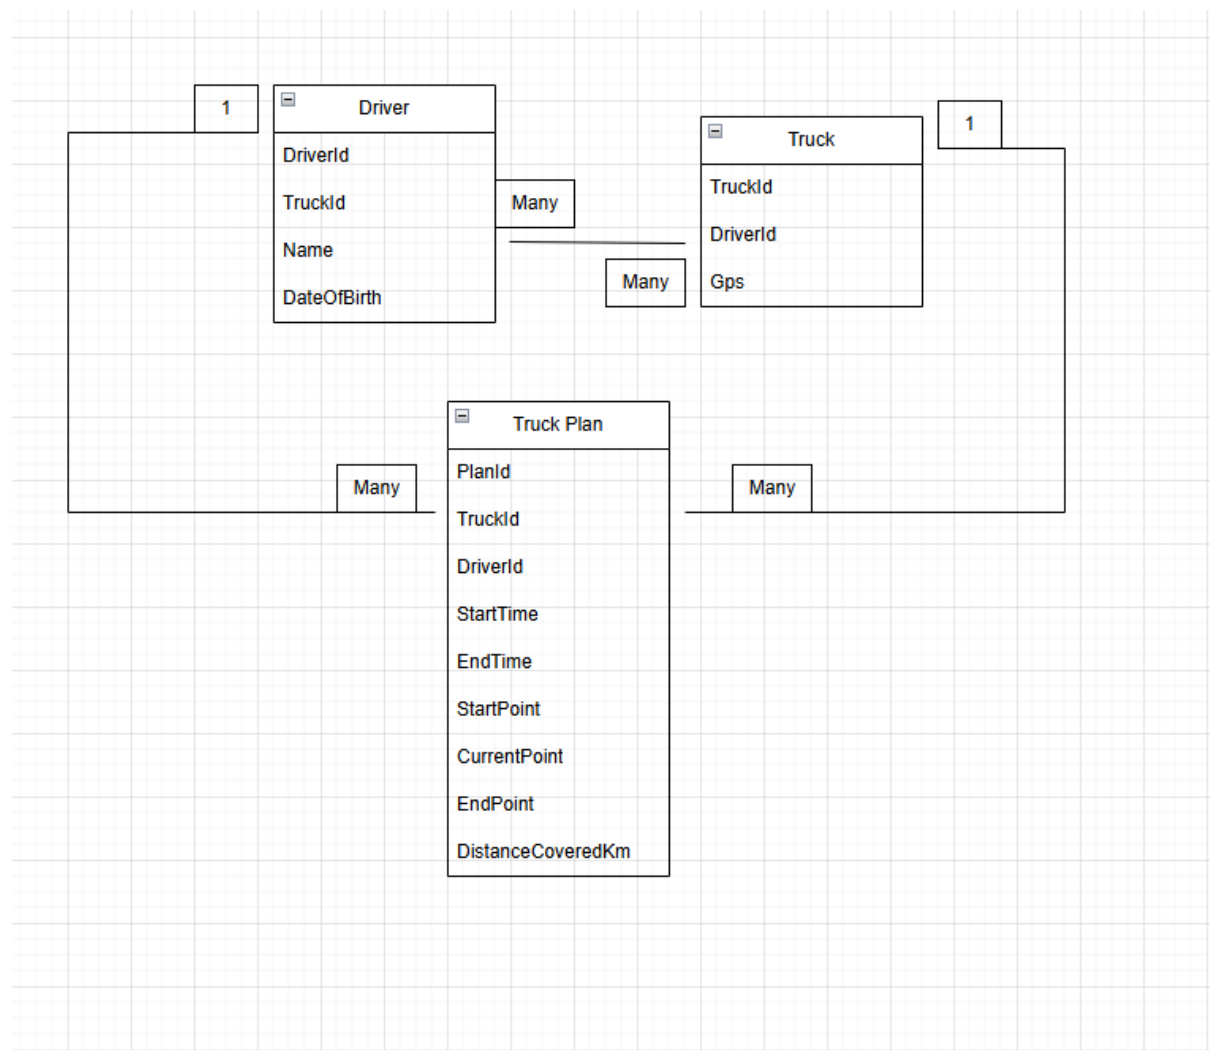 1
Driver
DriverId
TruckId
Name
DateOfBirth
Many
Many
1
Truck
TruckId
DriverId
Gps
Many
Truck Plan
PlanId
TruckId
DriverId
StartTime
EndTime
StartPoint
CurrentPoint
EndPoint
DistanceCoveredKm
Many